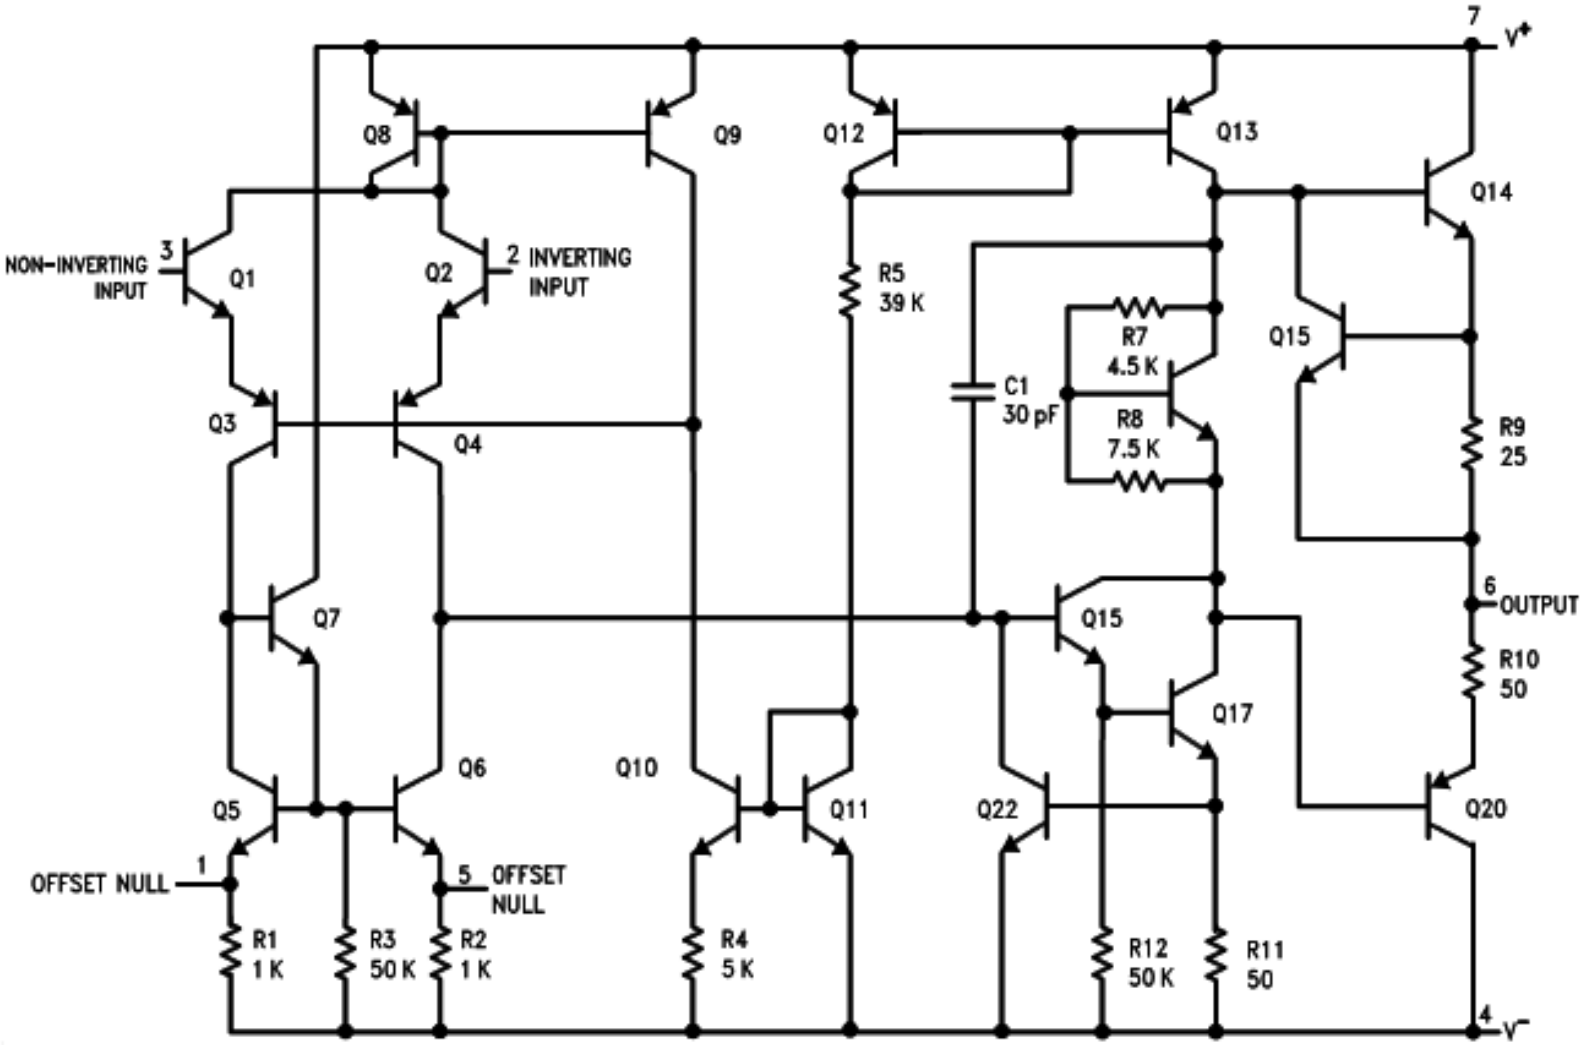 7
V+
Q8
Q9
Q12
Q13
Q14
3
NON-INVERTING
INPUT
Q1
Q2
2 INVERTING
INPUT
R5
39 K
Q15
R7
4.5 K
C1
30 pF
R8
7.5 K
Q3
Q4
R9
25
Q7
Q15
6
OUTPUT
R10
50
Q17
Q5
Q6
Q10
Q11
Q22
Q20
1
OFFSET NULL
5
OFFSET
NULL
R1
1 K
R3
50 K
R2
1 K
R4
5 K
R12
50 K
R11
50
4
V-